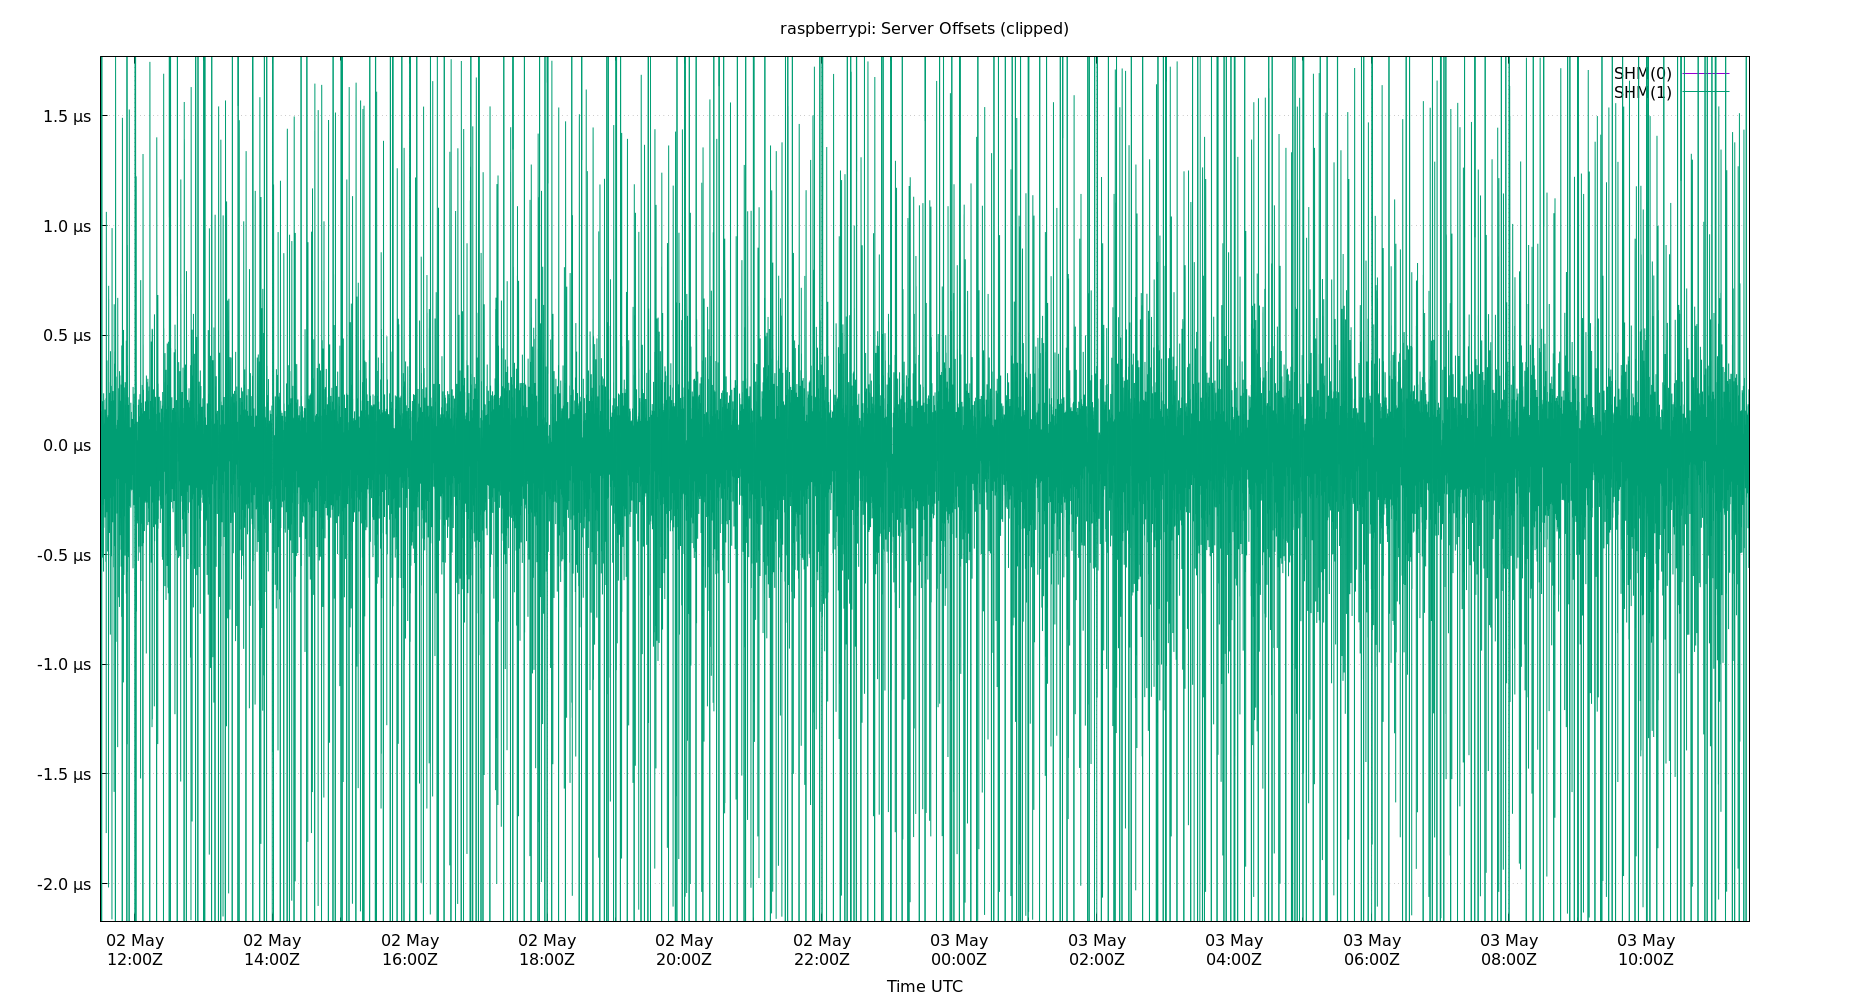 raspberrypi: Server Offsets (clipped)
SHM(0)
SHM(1)
1.5 µs
1.0 µs
0.5 µs
0.0 µs
-0.5 µs
-1.0 µs
-1.5 µs
-2.0 µs
02 May 02 May 02 May 02 May 02 May 02 May 03 May 03 May 03 May 03 May 03 May 03 May
12:00Z 14:00Z 16:00Z 18:00Z 20:00Z 22:00Z 00:00Z 02:00Z 04:00Z 06:00Z 08:00Z 10:00Z
Time UTC